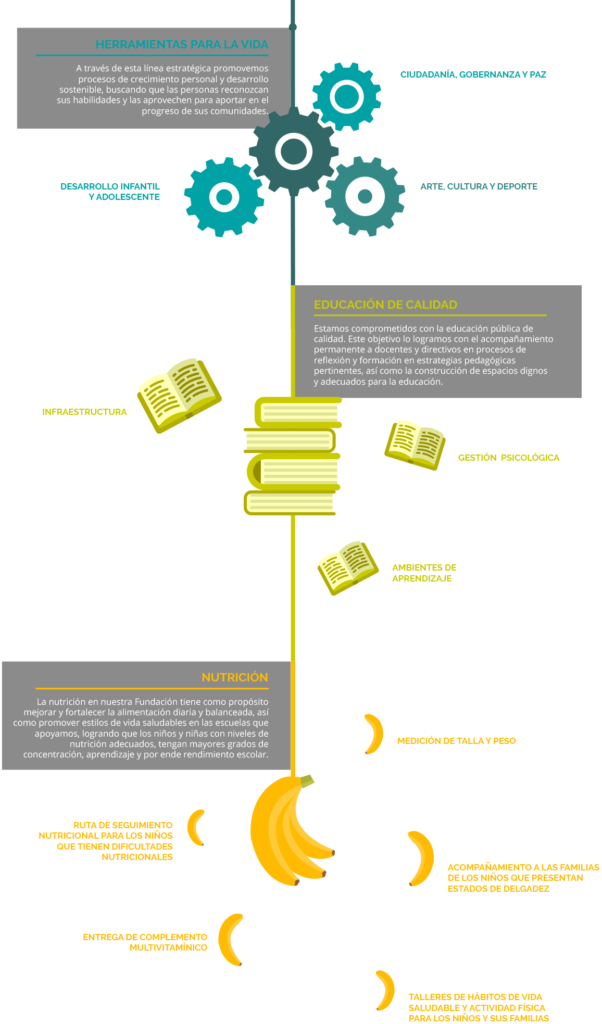 HERRAMIENTAS PARA LA VIDA
A través de esta línea estratégica promovemos
procesos de crecimiento personal y desarrollo
sostenible, buscando que las personas reconozcan
sus habilidades y las aprovechen para aportar en el
progreso de sus comunidades.
CIUDADANÍA, GOBERNANZA Y PAZ
DESARROLLO INFANTIL
Y ADOLESCENTE
ARTE, CULTURA Y DEPORTE
EDUCACIÓN DE CALIDAD
Estamos comprometidos con la educación pública de
calidad. Este objetivo lo logramos con el acompañamiento
permanente a docentes y directivos en procesos de
reflexión y formación en estrategias pedagógicas
pertinentes, así como la construcción de espacios dignos
y adecuados para la educación.
INFRAESTRUCTURA
GESTIÓN PSICOLÓGICA
AMBIENTES DE
APRENDIZAJE
NUTRICIÓN
La nutrición en nuestra Fundación tiene como propósito
mejorar y fortalecer la alimentación diaria y balanceada, así
como promover estilos de vida saludables en las escuelas que
apoyamos, logrando que los niños y niñas con niveles de
nutrición adecuados, tengan mayores grados de
concentración, aprendizaje y por ende rendimiento escolar.
MEDICIÓN DE TALLA Y PESO
RUTA DE SEGUIMIENTO
NUTRICIONAL PARA LOS NIÑOS
QUE TIENEN DIFICULTADES
NUTRICIONALES
ACOMPAÑAMIENTO A LAS FAMILIAS
DE LOS NIÑOS QUE PRESENTAN
ESTADOS DE DELGADEZ
ENTREGA DE COMPLEMENTO
MULTIVITAMÍNICO
TALLERES DE HÁBITOS DE VIDA
SALUDABLE Y ACTIVIDAD FÍSICA
PARA LOS NIÑOS Y SUS FAMILIAS